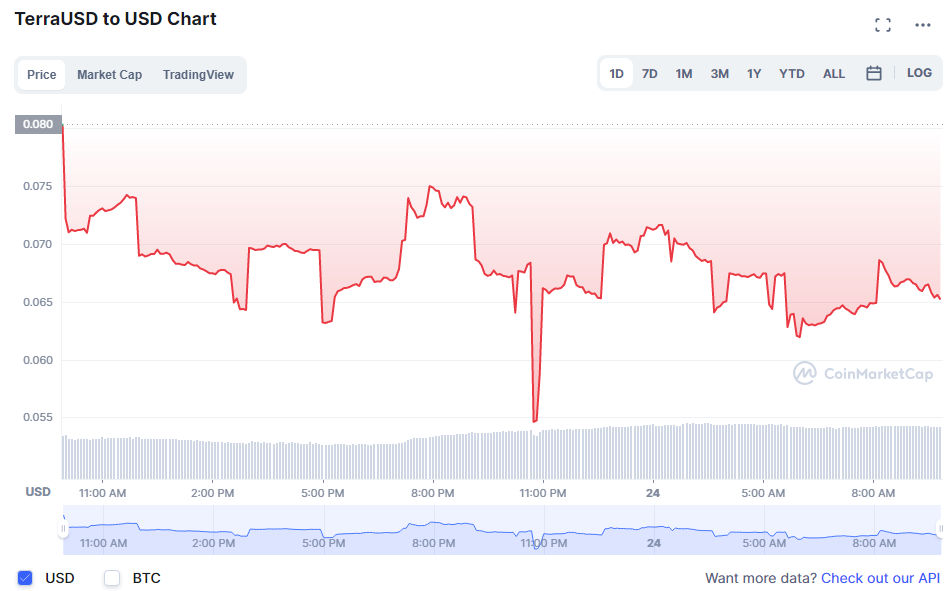 TerraUSD to USD Chart
Price Market Cap TradingView
1D 7D 1M 3M 1Y YTD ALL LOG
0.080
0.075
0.070
0.065
0.060
CoinMarketCap
0.055
USD 11:00 AM 2:00 PM 5:00 PM 8:00 PM 11:00 PM 24 5:00 AM 8:00 AM
11:00 AM 2:00 PM 5:00 PM 8:00 PM 11:00 PM 24 5:00 AM 8:00 AM
USD BTC Want more data? Check out our API